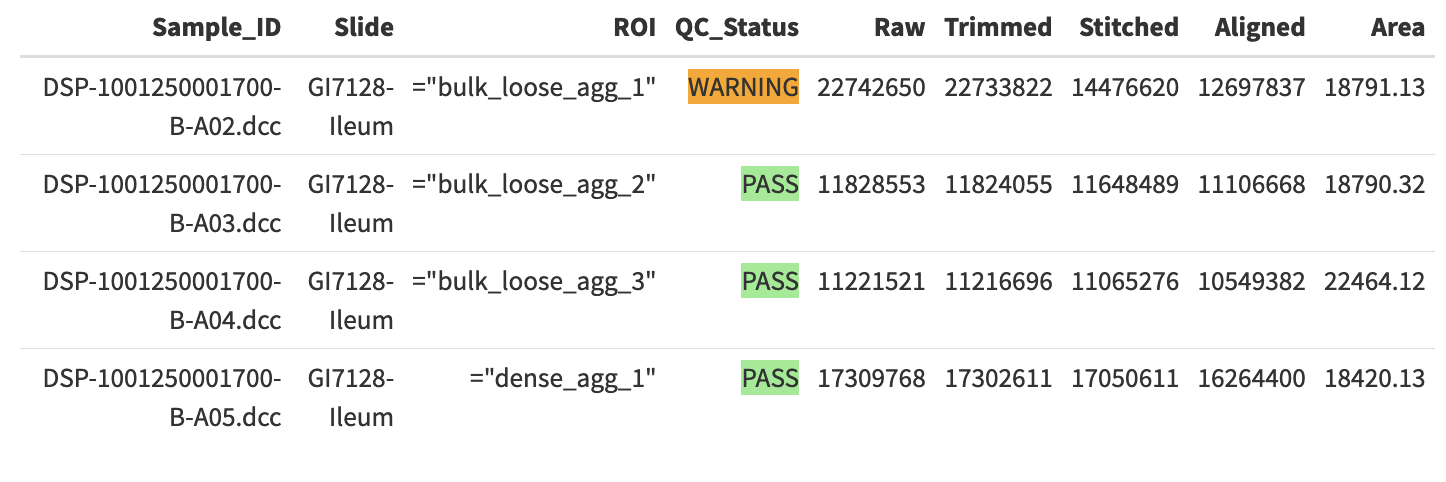 Sample_ID Slide ROI QC_Status Raw Trimmed Stitched Aligned Area
DSP-1001250001700- GI7128- ="bulk_loose_agg_1" WARNING 22742650 22733822 14476620 12697837 18791.13
B-A02.dcc Ileum
DSP-1001250001700- GI7128- ="bulk_loose_agg_2" PASS 11828553 11824055 11648489 11106668 18790.32
B-A03.dcc Ileum
DSP-1001250001700- GI7128- ="bulk_loose_agg_3" PASS 11221521 11216696 11065276 10549382 22464.12
B-A04.dcc Ileum
DSP-1001250001700- GI7128- ="dense_agg_1" PASS 17309768 17302611 17050611 16264400 18420.13
B-A05.dcc Ileum